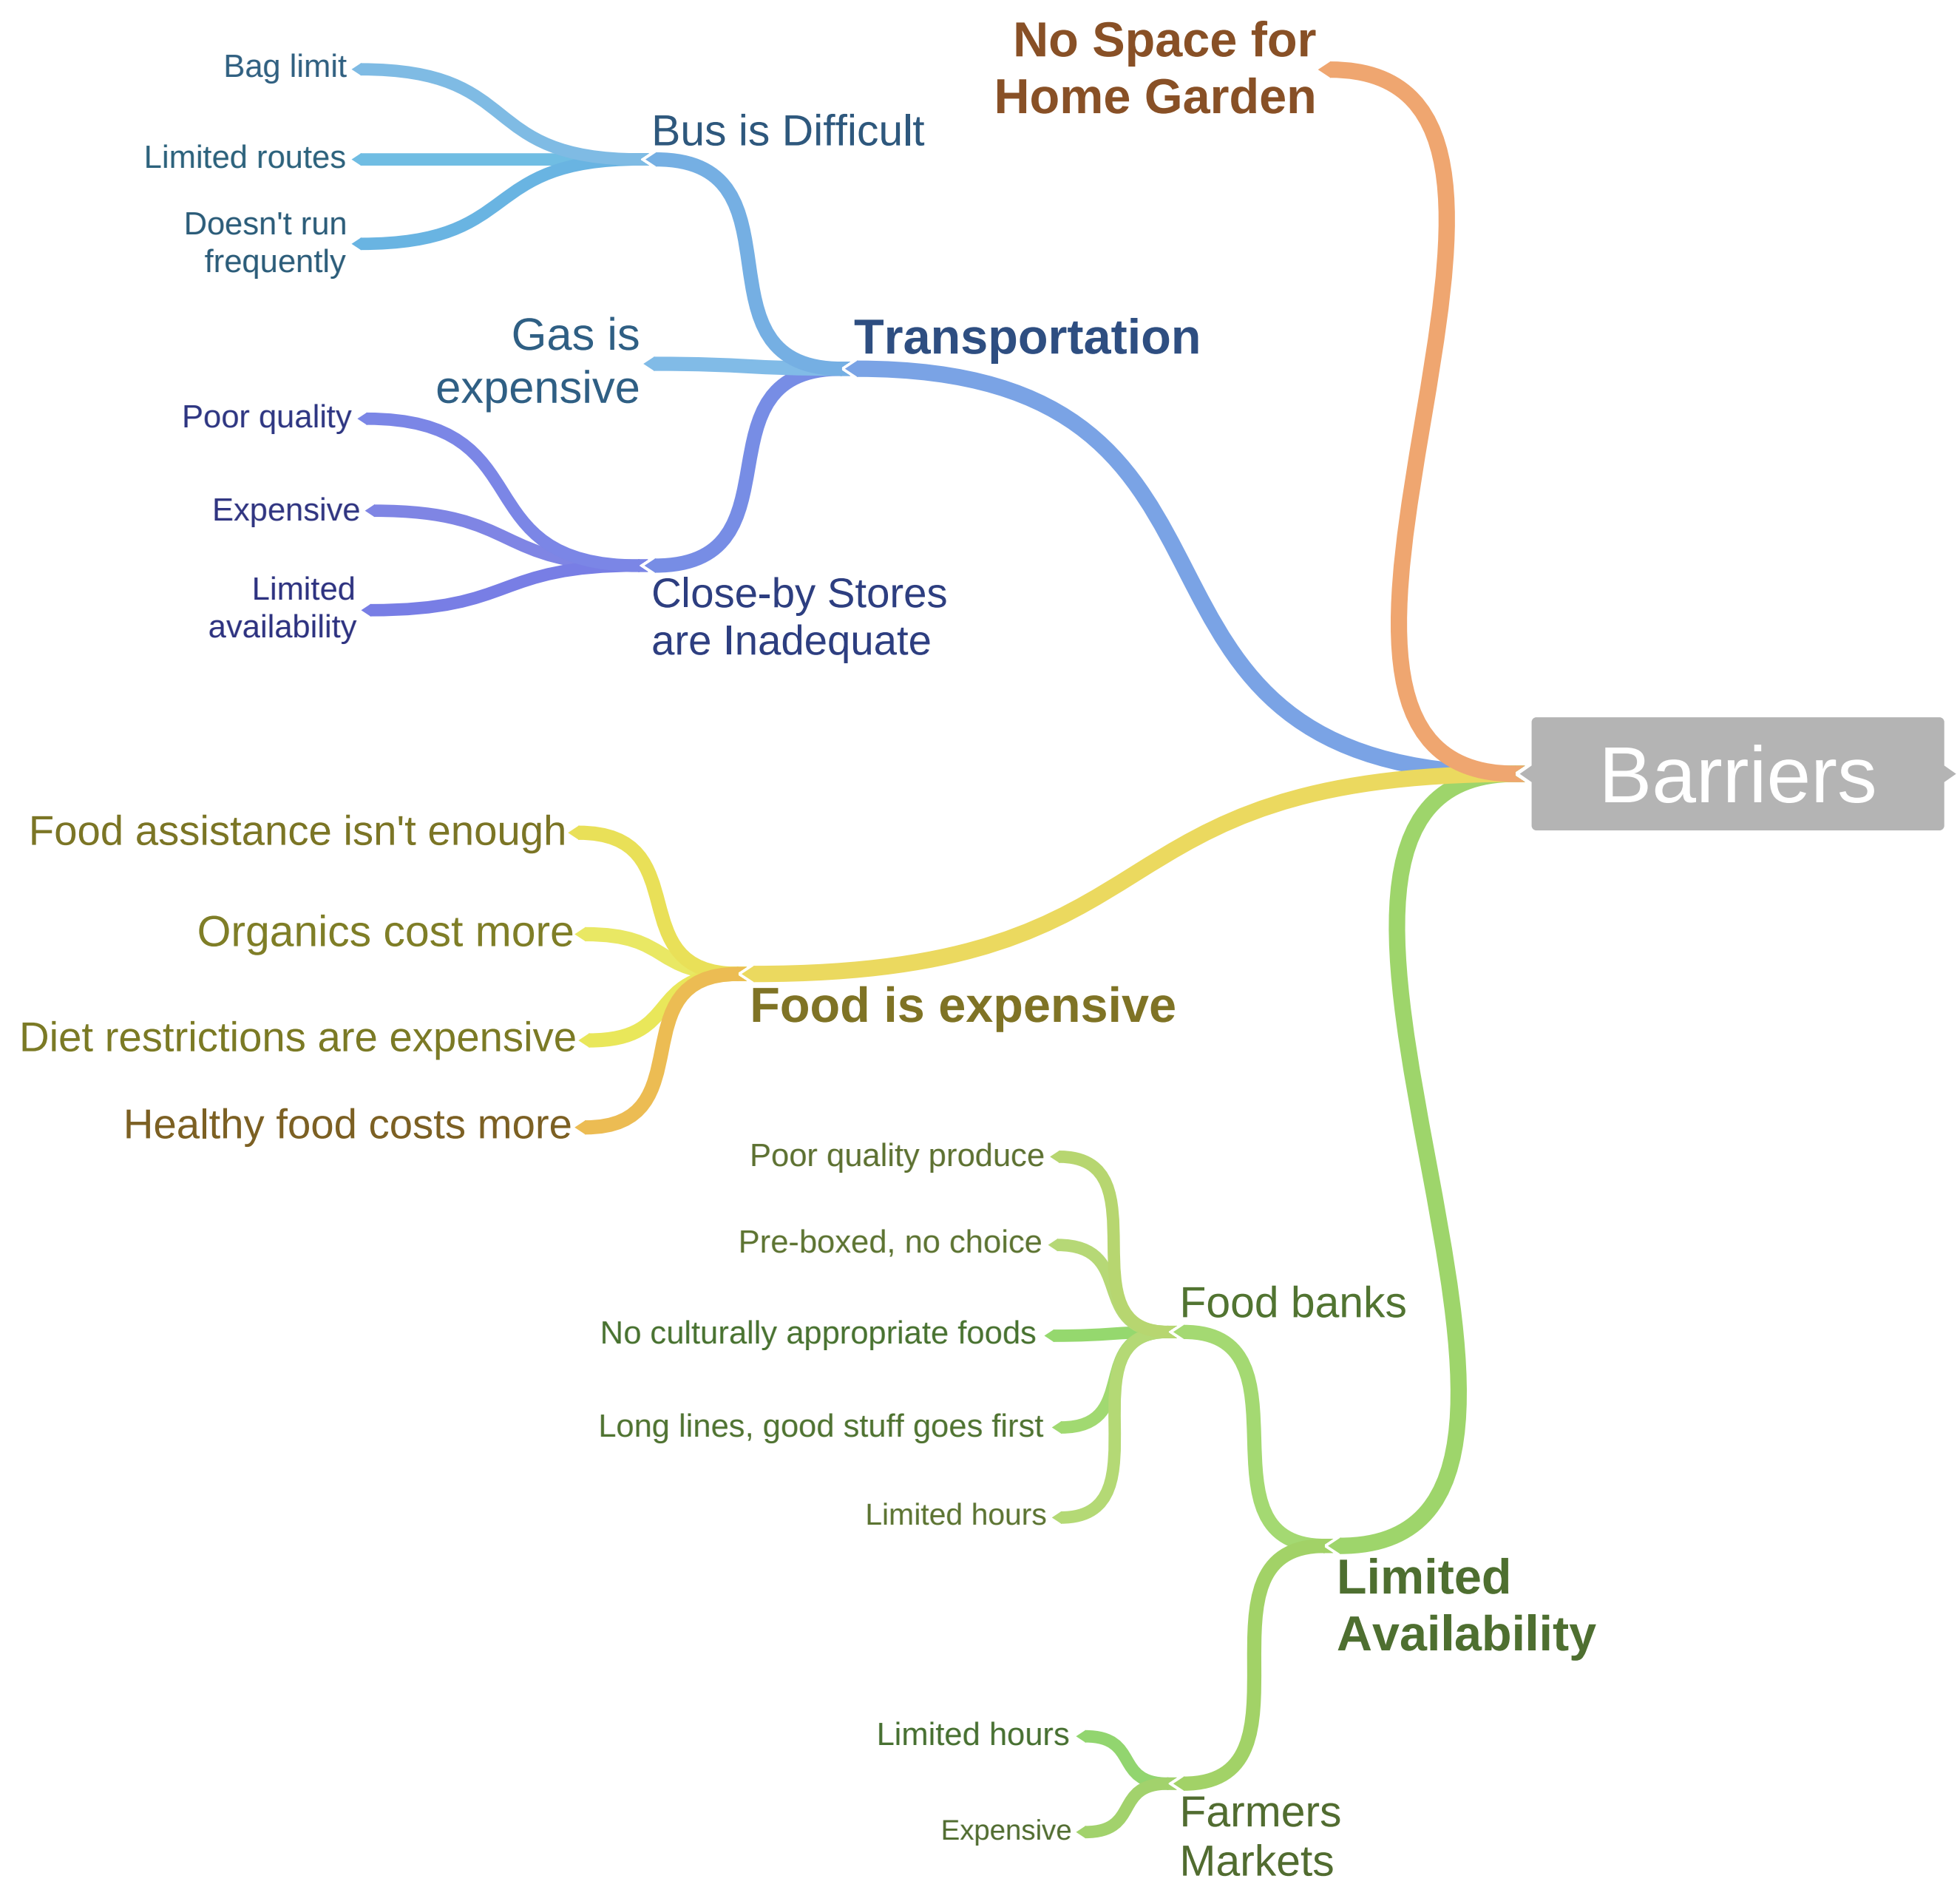 No Space for
Home Garden
Bag limit
Bus is Difficult
Limited routes
Doesn't run
frequently
Gas is
expensive
Transportation
Poor quality
Expensive
Limited
availability
Close-by Stores
are Inadequate
Barriers
Food assistance isn't enough
Organics cost more
Food is expensive
Diet restrictions are expensive
Healthy food costs more
Poor quality produce
Pre-boxed, no choice
Food banks
No culturally appropriate foods
Long lines, good stuff goes first
Limited hours
Limited
Availability
Limited hours
Expensive
Farmers
Markets